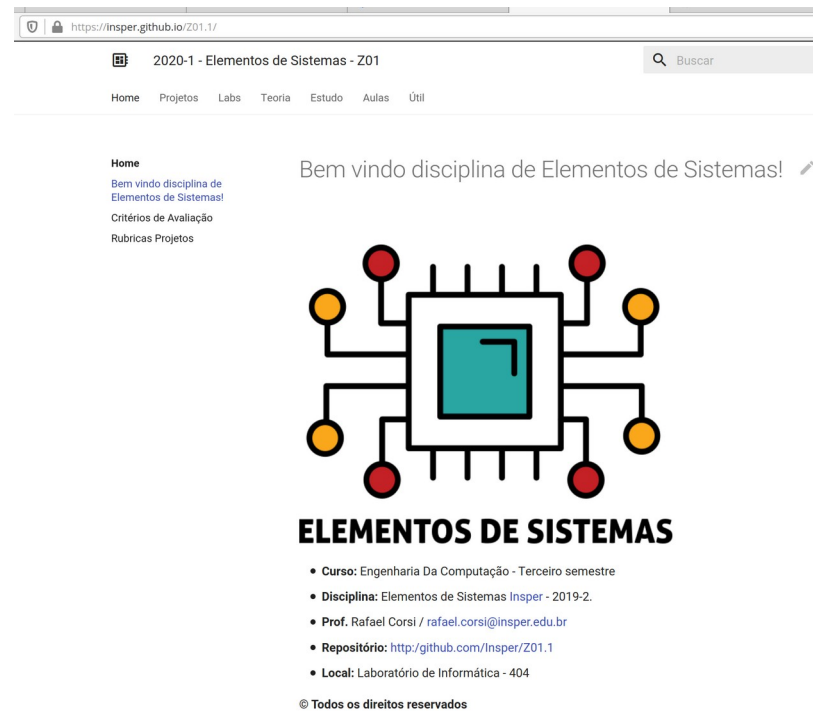 https://insper.github.io/Z01.1/
2020-1 - Elementos de Sistemas - Z01
Buscar
Home Projetos Labs Teoria Estudo Aulas Útil
Home
Bem vindo disciplina de
Elementos de Sistemas!
Critérios de Avaliação
Rubricas Projetos
Bem vindo disciplina de Elementos de Sistemas!
ELEMENTOS DE SISTEMAS
• Curso: Engenharia Da Computação - Terceiro semestre
• Disciplina: Elementos de Sistemas Insper - 2019-2.
• Prof. Rafael Corsi / rafael.corsi@insper.edu.br
• Repositório: http:/github.com/Insper/Z01.1
• Local: Laboratório de Informática - 404
© Todos os direitos reservados